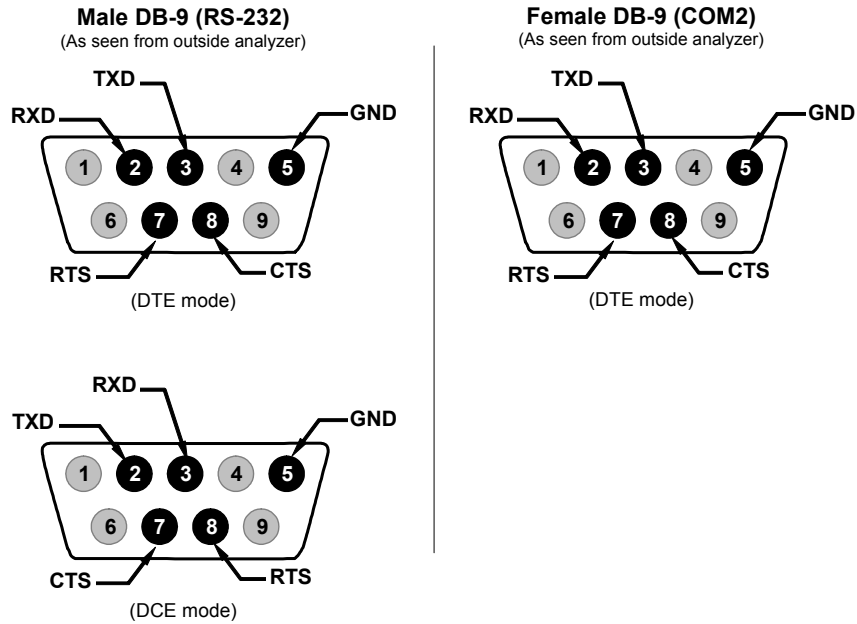 Male DB-9 (RS-232)
(As seen from outside analyzer)
TXD
RXD
GND
1 2 3 4 5
6 7 8 9
RTS
CTS
(DTE mode)
RXD
TXD
GND
1 2 3 4 5
6 7 8 9
CTS
RTS
(DCE mode)
Female DB-9 (COM2)
(As seen from outside analyzer)
TXD
RXD
GND
1 2 3 4 5
6 7 8 9
RTS
CTS
(DTE mode)